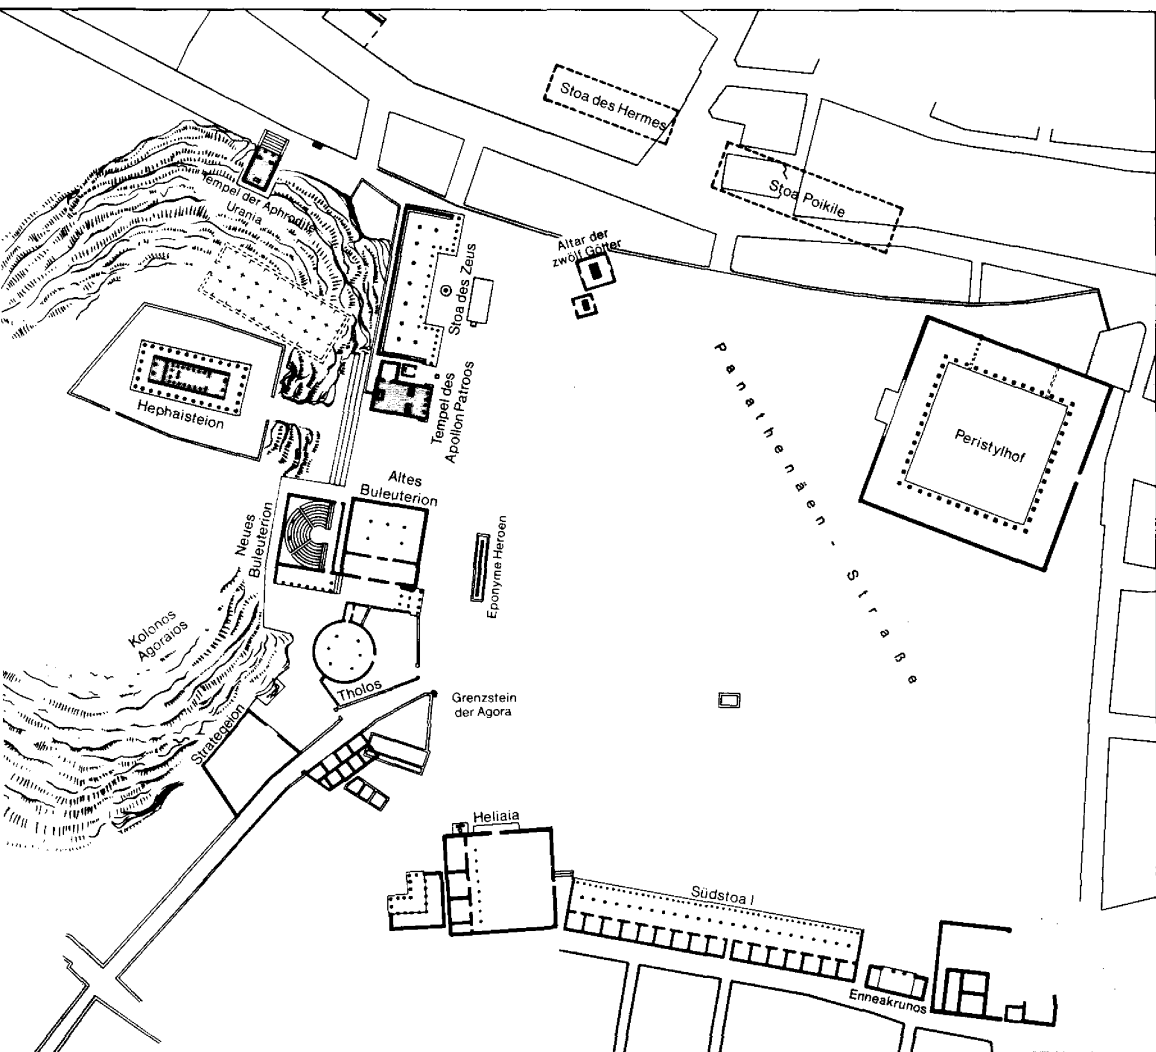 Stoa des Hermes
Stoa Poikile
Tempel der Aphrodite
Urania
Altar der
zwölf Götter
Stoa des Zeus
Hephaisteion
Tempel des
Apollon Patroos
Panathenäen - Straße
Peristylhof
Altes
Buleuterion
Neues
Buleuterion
Eponyme Heroen
Kolonos
Agoraios
Tholos
Grenzstein
der Agora
Strategeion
Heliaia
Südstoa I
Enneakrunos